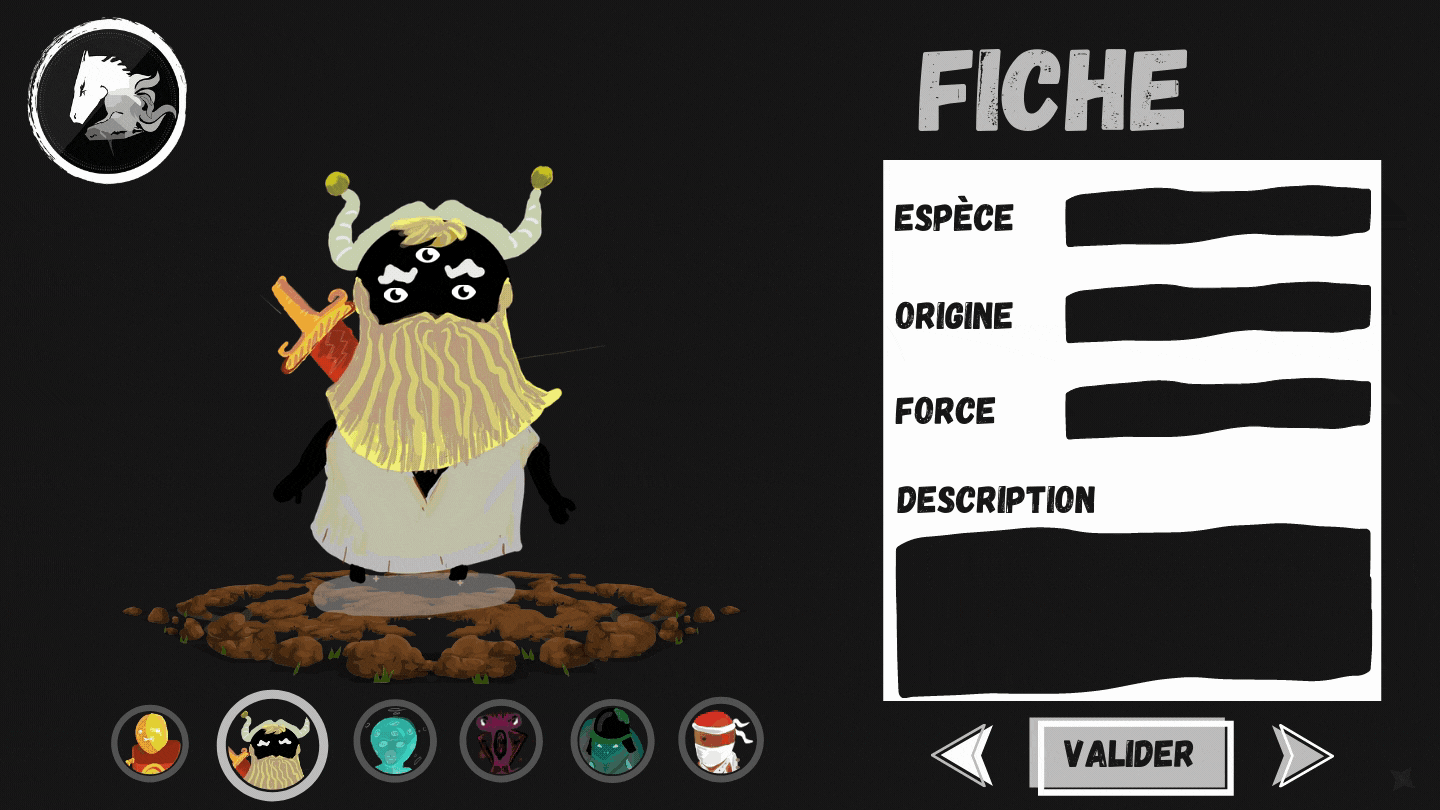 FICHE
ESPÈCE
ORIGINE
FORCE
DESCRIPTION
VALIDER